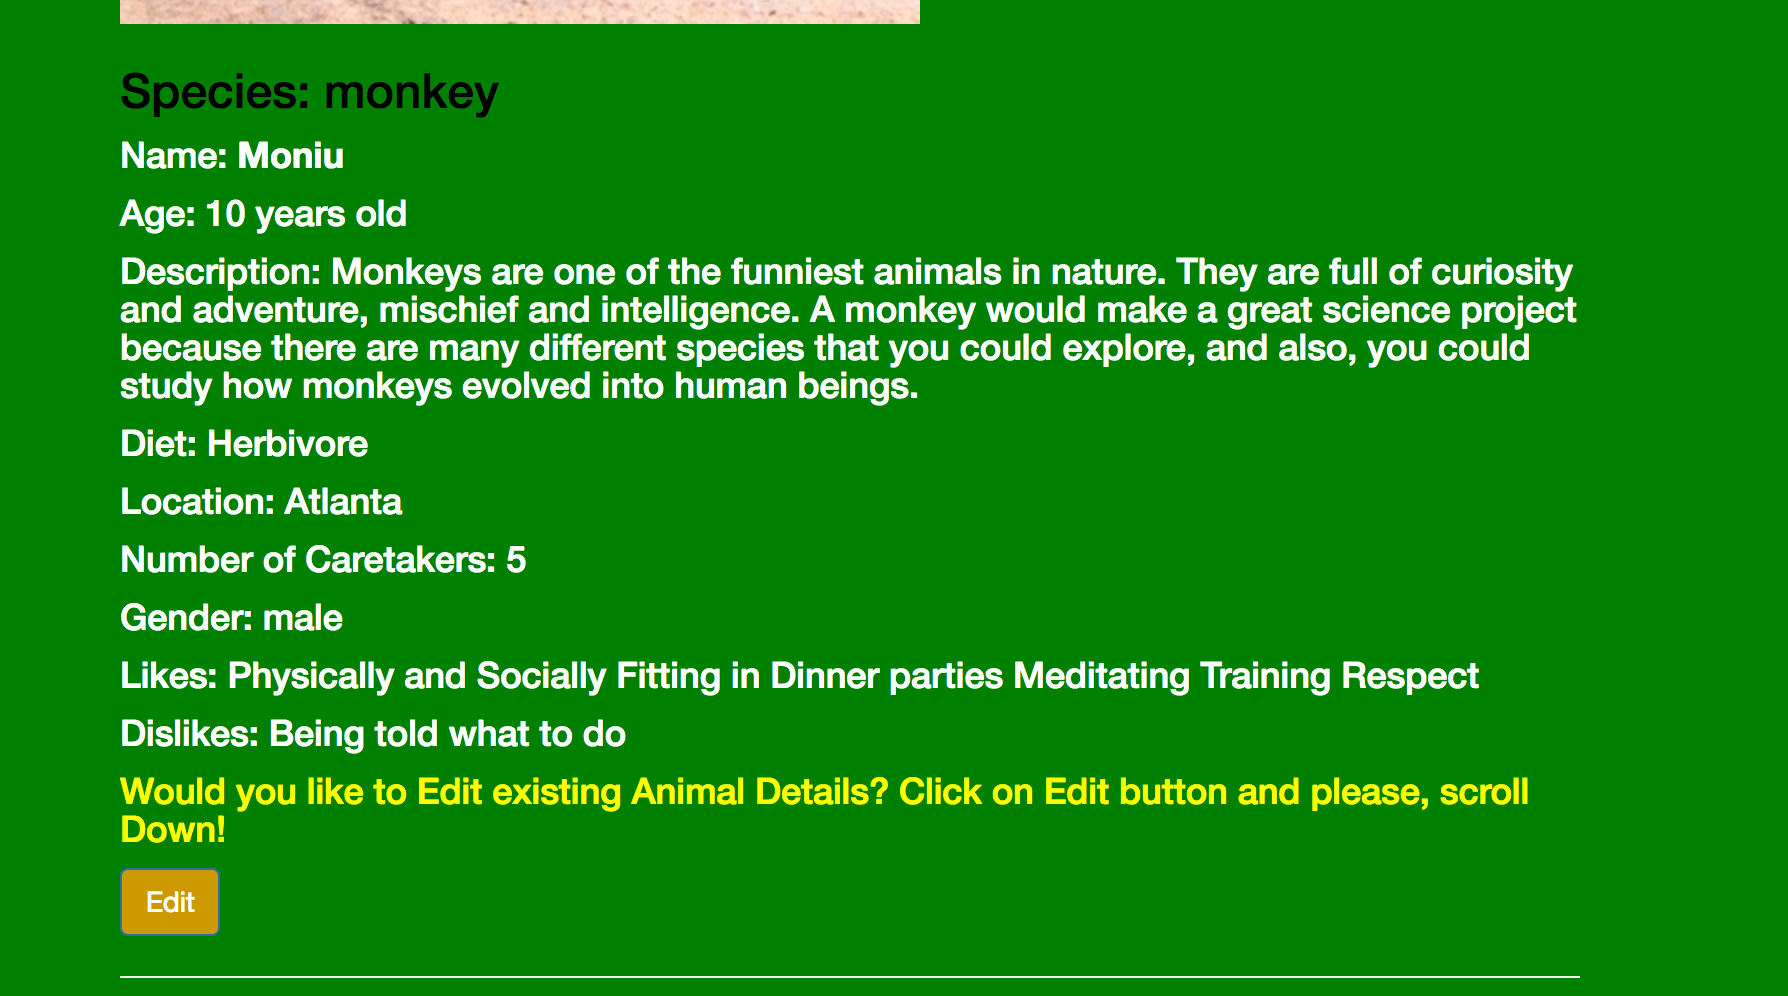 Species: monkey
Name: Moniu
Age: 10 years old
Description: Monkeys are one of the funniest animals in nature. They are full of curiosity
and adventure, mischief and intelligence. A monkey would make a great science project
because there are many different species that you could explore, and also, you could
study how monkeys evolved into human beings.
Diet: Herbivore
Location: Atlanta
Number of Caretakers: 5
Gender: male
Likes: Physically and Socially Fitting in Dinner parties Meditating Training Respect
Dislikes: Being told what to do
Would you like to Edit existing Animal Details? Click on Edit button and please, scroll
Down!
Edit